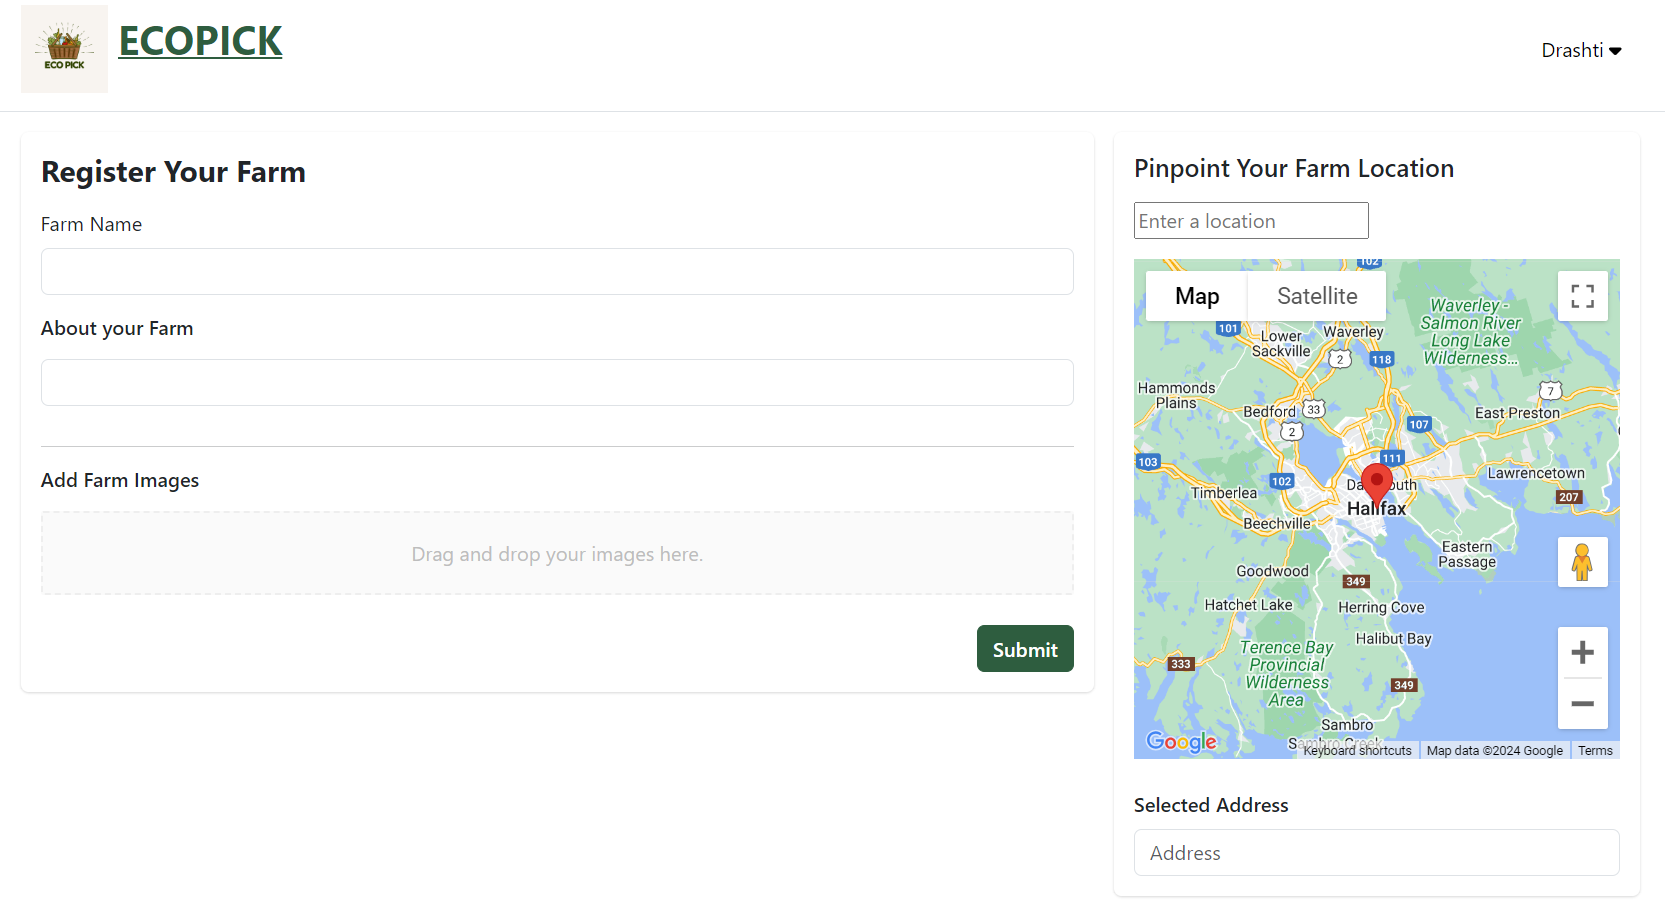 ECO PICK
ECOPICK
Drashti
Register Your Farm
Farm Name
About your Farm
Add Farm Images
Drag and drop your images here.
Submit
Pinpoint Your Farm Location
Enter a location
102
Map
Satellite
Waverley -
Salmon River
Long Lake
Wilderness...
101
Lower
Sackville
Waverley
2
118
Hammonds
Plains
7
Bedford
33
East Preston
2
107
103
111
102
Lawrencetown
Timberlea
207
Halifax
Beechville
Eastern
Passage
Goodwood
349
Hatchet Lake
Herring Cove
Halibut Bay
Terence Bay
Provincial
Wilderness
Area
333
349
Sambro
Sambro Creek
Google
Keyboard shortcuts
Map data ©2024 Google
Terms
Selected Address
Address